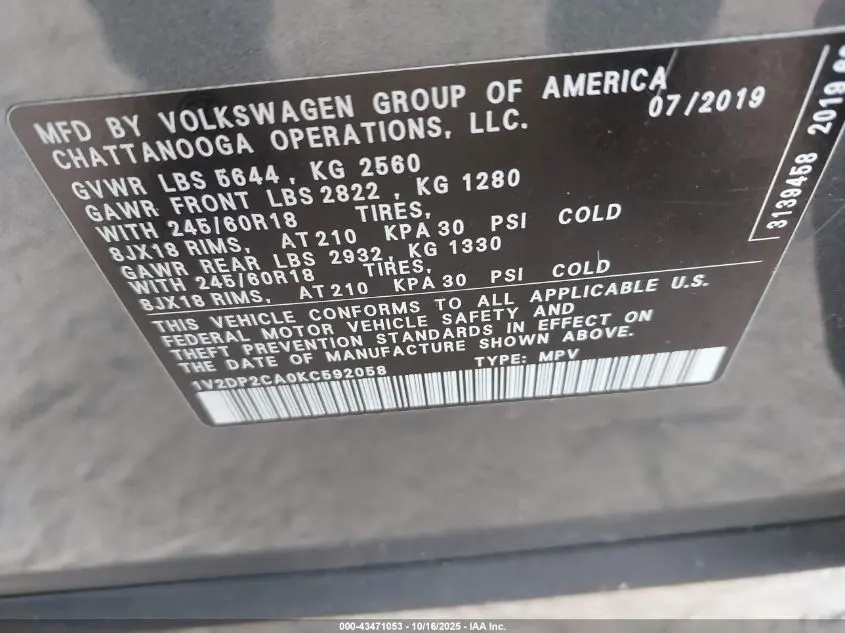 MFD BY VOLKSWAGEN GROUP OF AMERICA 07/2019
CHATTANOOGA OPERATIONS, LLC.
GVWR LBS 5644, KG 2560
GAWR FRONT LBS 2822, KG 1280
WITH 245/60R18 TIRES,
8JX18 RIMS, AT 210 KPA 30 PSI COLD
GAWR REAR LBS 2932, KG 1330
WITH 245/60R18 TIRES,
8JX18 RIMS, AT 210 KPA 30 PSI COLD
THIS VEHICLE CONFORMS TO ALL APPLICABLE U.S.
FEDERAL MOTOR VEHICLE SAFETY AND
THEFT PREVENTION STANDARDS IN EFFECT ON
THE DATE OF MANUFACTURE SHOWN ABOVE.
1V2DP2CA0KC592058 TYPE: MPV
3139458 2019
000-43471053 - 10/16/2025 - IAA Inc.